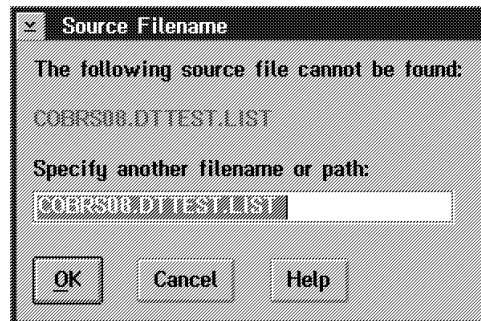 Source Filename
The following source file cannot be found:
COBRS08.DTTEST.LIST
Specify another filename or path:
COBRS08.DTTEST.LIST
OK Cancel Help